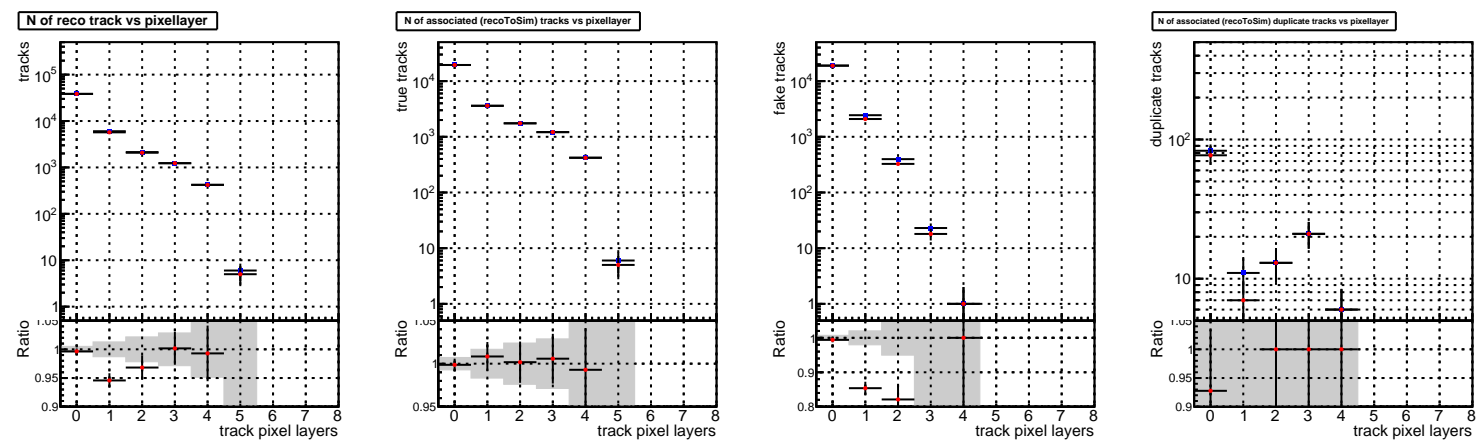 N of reco track vs pixellayer
tracks
10^5
10^4
10^3
10^2
10
1
Ratio
1.05
1
0.95
0.9
0 1 2 3 4 5 6 7 8
track pixel layers
N of associated (recoToSim) tracks vs pixellayer
true tracks
10^4
10^3
10^2
10
1
Ratio
1.05
1
0.95
0 1 2 3 4 5 6 7 8
track pixel layers
fake tracks
10^4
10^3
10^2
10
1
Ratio
1
0.9
0.8
0 1 2 3 4 5 6 7 8
track pixel layers
N of associated (recoToSim) duplicate tracks vs pixellayer
duplicate tracks
10^2
10
Ratio
1.05
1
0.95
0.9
0 1 2 3 4 5 6 7 8
track pixel layers